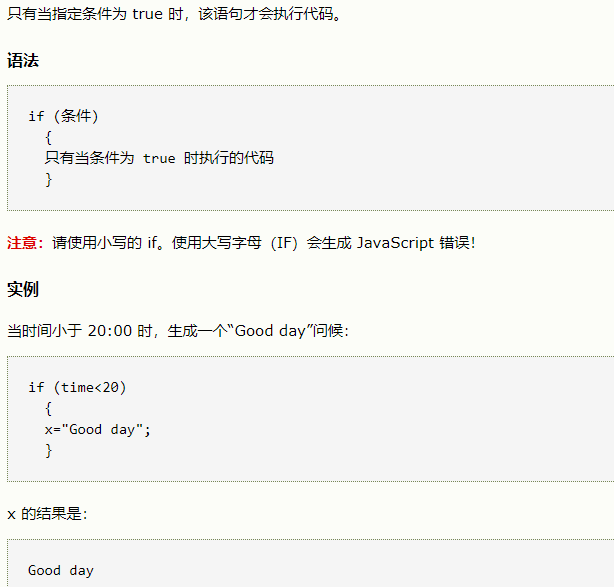 只有当指定条件为 true 时，该语句才会执行代码。
语法
if (条件)
  {
  只有当条件为 true 时执行的代码
  }
注意：请使用小写的 if。使用大写字母（IF）会生成 JavaScript 错误！
实例
当时间小于 20:00 时，生成一个“Good day”问候：
if (time<20)
  {
  x="Good day";
  }
x 的结果是：
Good day